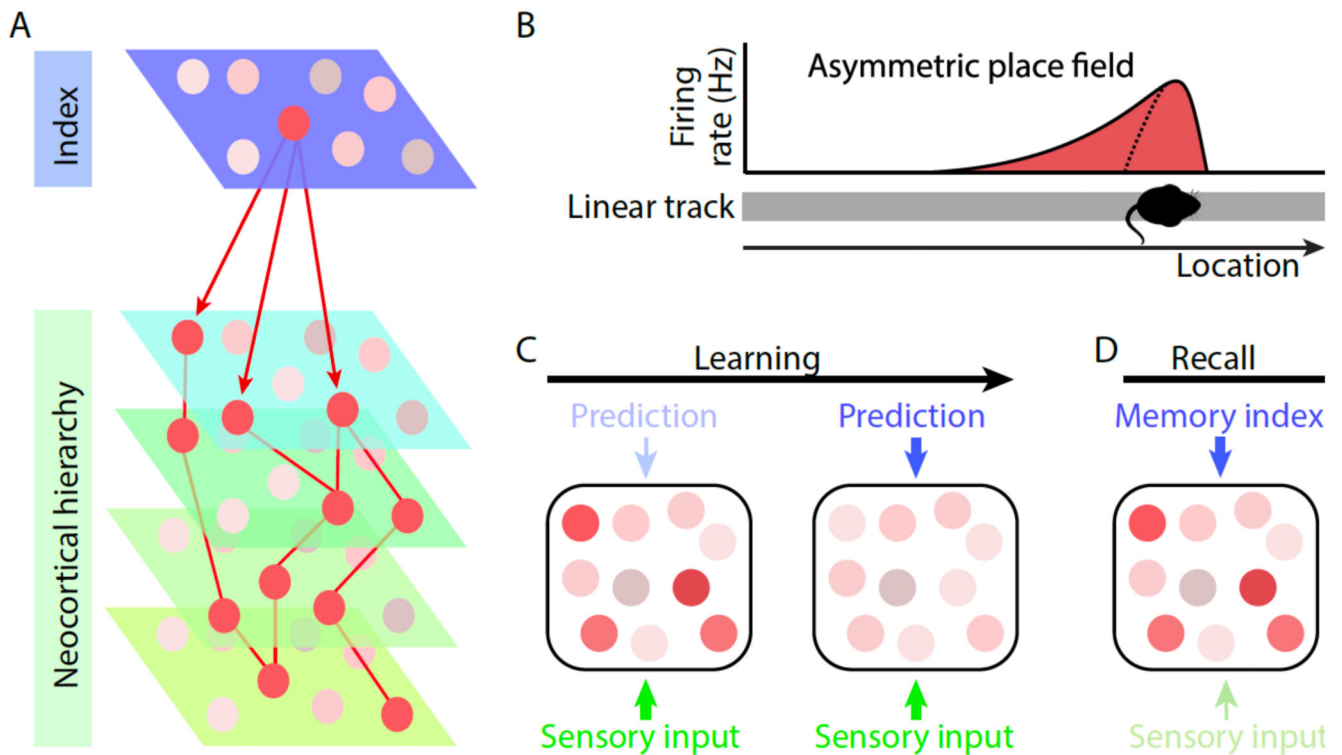 A
Index
Neocortical hierarchy
B
Firing
rate (Hz)
Asymmetric place field
Linear track
Location
C
Learning
Prediction
Prediction
Sensory input
Sensory input
D
Recall
Memory index
Sensory input